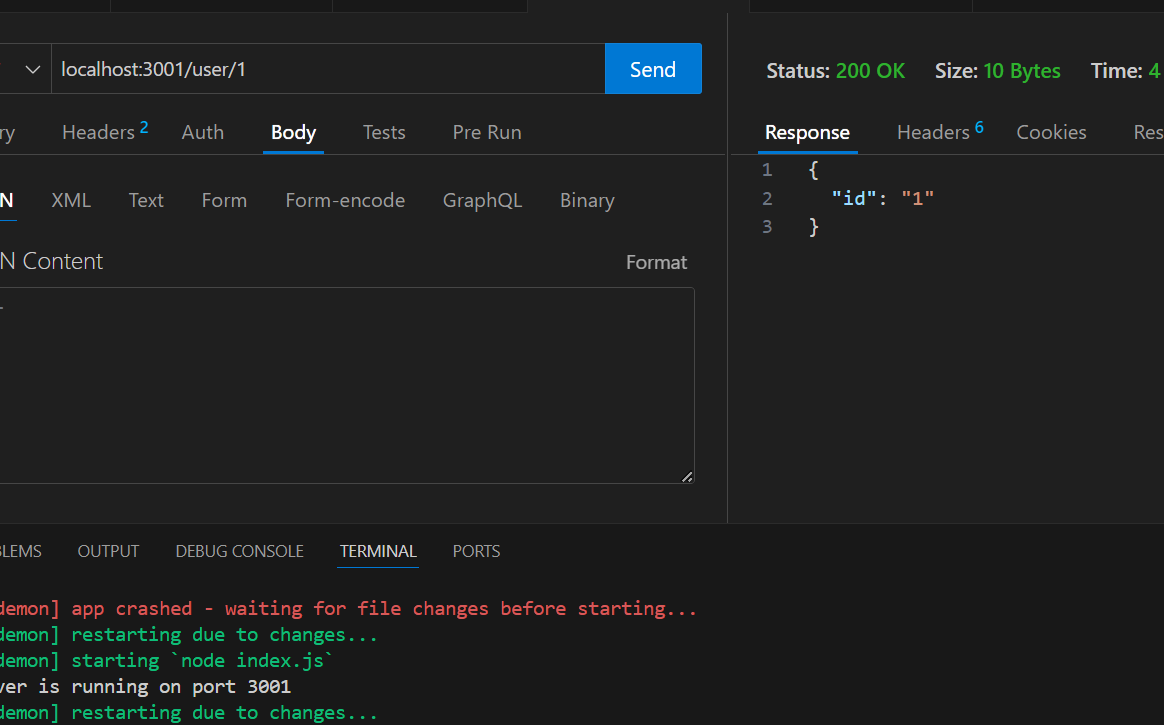 localhost:3001/user/1
Send
ry
Headers 2
Auth
Body
Tests
Pre Run
N
XML
Text
Form
Form-encode
GraphQL
Binary
N Content
Format
Status: 200 OK
Size: 10 Bytes
Time: 4
Response
Headers 6
Cookies
Res
1 {
2 "id": "1"
3 }
BLEMS
OUTPUT
DEBUG CONSOLE
TERMINAL
PORTS
demon] app crashed - waiting for file changes before starting...
demon] restarting due to changes...
demon] starting `node index.js`
ver is running on port 3001
demon] restarting due to changes...